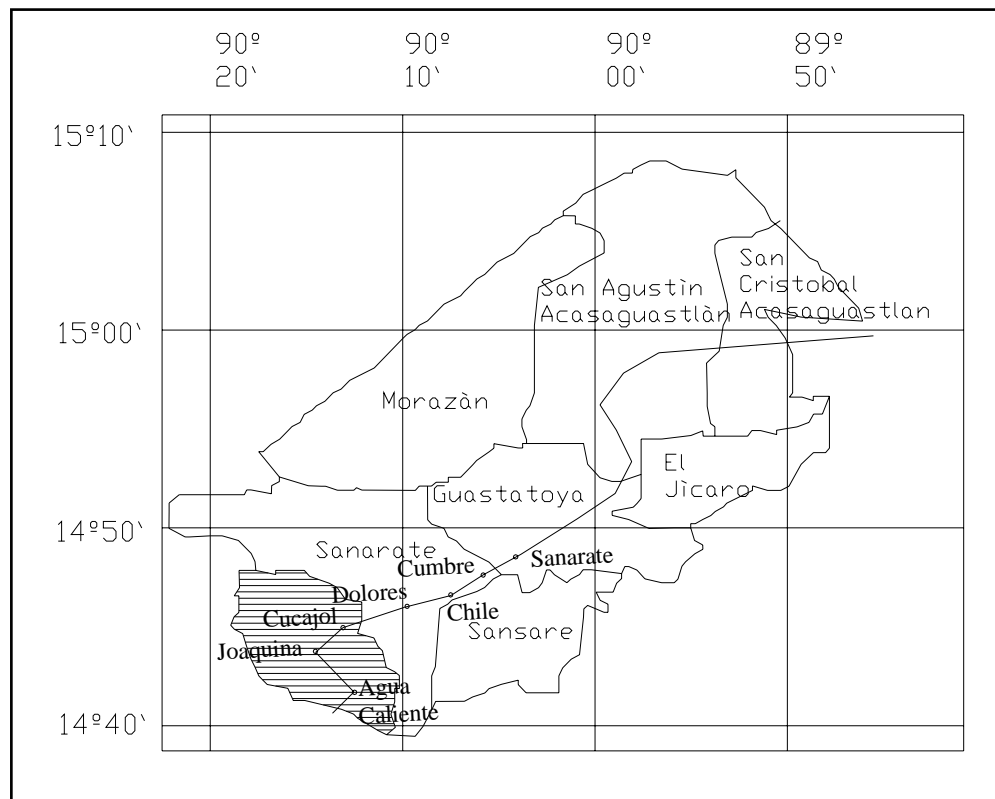 90º
20‘
90º
10‘
90º
00‘
89º
50‘
15º10‘
San
Cristobal
Acasaguastlan
San Agustìn
Acasaguastlàn
15º00‘
Morazàn
El
Jìcaro
Guastatoya
14º50‘
Sanarate
Sanarate
Cumbre
Dolores
Chile
Cucajol
Sansare
Joaquina
Agua
Caliente
14º40‘